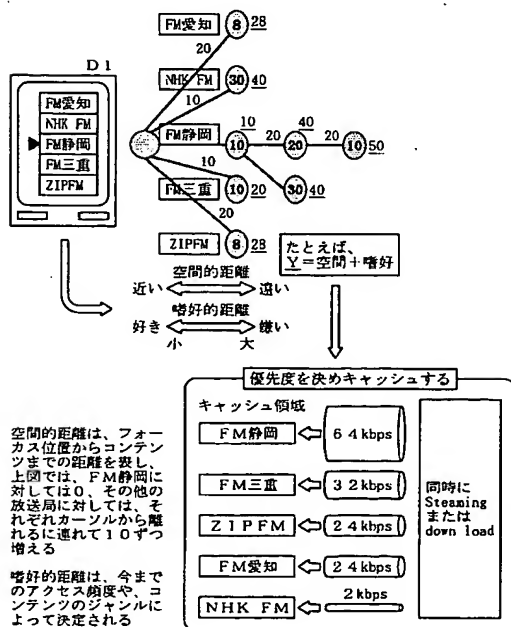 D1
FM愛知
NHK FM
FM静岡
FM三重
ZIPFM
FM愛知 8 28
20
NHK FM 30 40
10
FM静岡 10 10 20 20 40 20 10 50
10 30 40
FM三重 10 20
20
ZIPFM 8 28
たとえば、
Y=空間+嗜好
空間的距離
近い 遠い
嗜好的距離
好き 嫌い
小 大
優先度を決めキャッシュする
キャッシュ領域
FM静岡 64kbps
FM三重 32kbps
ZIPFM 24kbps
FM愛知 24kbps
NHK FM 2kbps
同時に
Steaming
または
down load
空間的距離は、フォー
カス位置からコンテン
ツまでの距離を表し、
上図では、FM静岡に
対しては0、その他の
放送局に対しては、そ
れぞれカーソルから離
れるに連れて10ずつ
増える
嗜好的距離は、今まで
のアクセス頻度や、コ
ンテンツのジャンルに
よって決定される